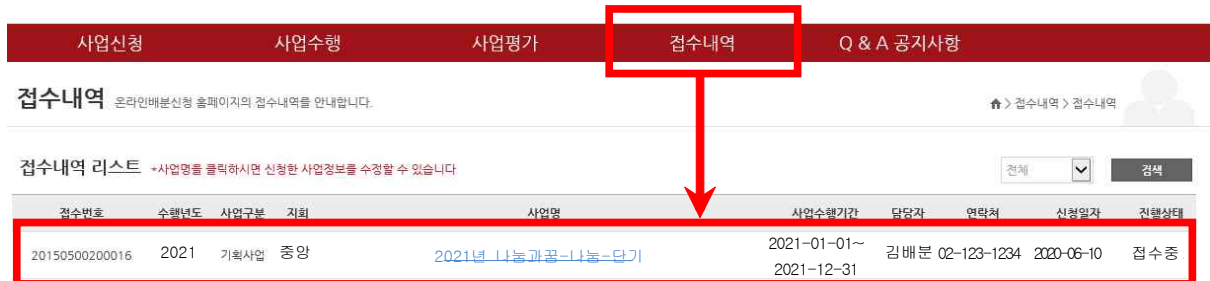 사업신청 사업수행 사업평가 접수내역 Q & A 공지사항
접수내역 온라인배분신청 홈페이지의 접수내역를 안내합니다. > 접수내역 > 접수내역
접수내역 리스트 *사업명을 클릭하시면 신청한 사업정보를 수정할 수 있습니다 전체 검색
접수번호 수행년도 사업구분 지회 사업명 사업수행기간 담당자 연락처 신청일자 진행상태
20150500200016 2021 기획사업 중앙 2021년 나눔과꿈-나눔-단기 2021-01-01~ 김배분 02-123-1234 2020-06-10 접수중
2021-12-31